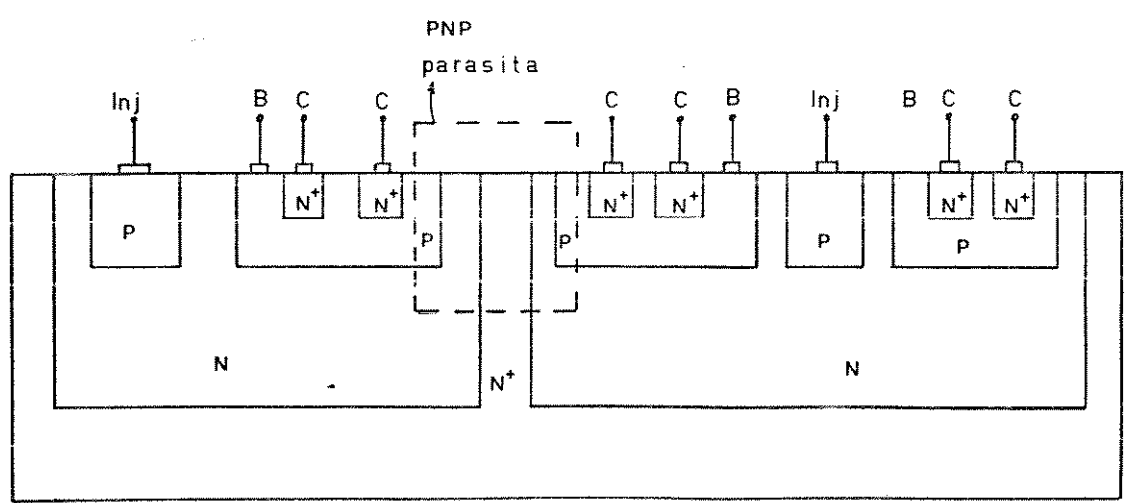 PNP
parasita
Inj B C C C C B Inj B C C
N+ N+ N+ N+ N+ N+
P P P P P
N N+ N